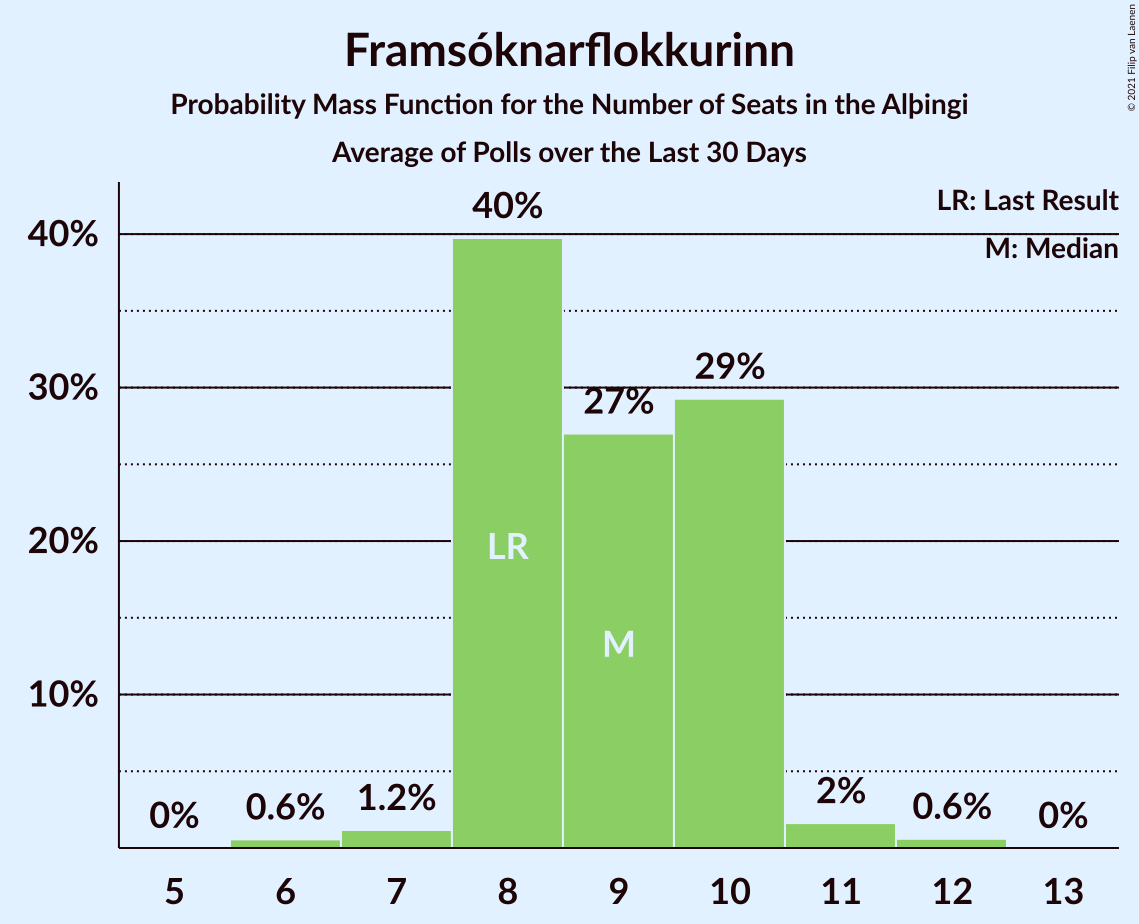 Framsóknarflokkurinn
Probability Mass Function for the Number of Seats in the Alþingi
Average of Polls over the Last 30 Days
© 2021 Filip van Laenen
LR: Last Result
M: Median
40%
30%
20%
10%
0%
0.6%
1.2%
40%
27%
29%
2%
0.6%
0%
LR
M
5 6 7 8 9 10 11 12 13